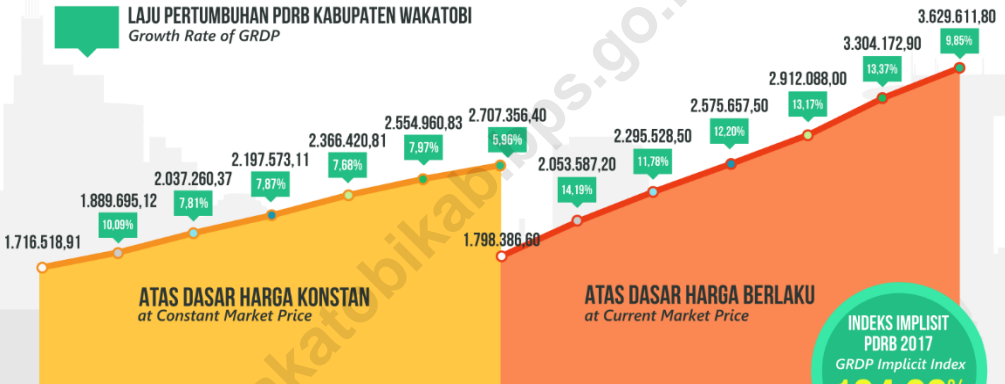 LAJU PERTUMBUHAN PDRB KABUPATEN WAKATOBI
Growth Rate of GRDP
1.716.518,91
1.889.695,12
10,09%
2.037.260,37
7,81%
2.197.573,11
7,87%
2.366.420,81
7,68%
2.554.960,83
7,97%
2.707.356,40
5,96%
ATAS DASAR HARGA KONSTAN
at Constant Market Price
1.798.386,60
2.053.587,20
14,19%
2.295.528,50
11,78%
2.575.657,50
12,20%
2.912.088,00
13,17%
3.304.172,90
13,37%
3.629.611,80
9,85%
ATAS DASAR HARGA BERLAKU
at Current Market Price
INDEKS IMPLISIT
PDRB 2017
GRDP Implicit Index